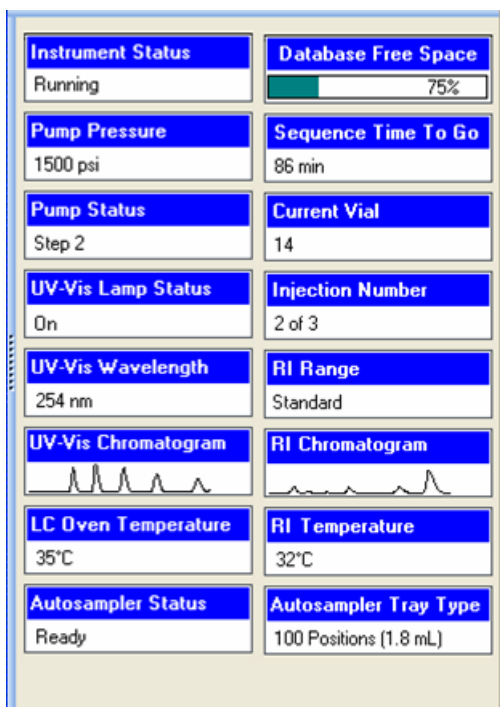 Instrument Status
Running
Database Free Space
75%
Pump Pressure
1500 psi
Sequence Time To Go
86 min
Pump Status
Step 2
Current Vial
14
UV-Vis Lamp Status
On
Injection Number
2 of 3
UV-Vis Wavelength
254 nm
RI Range
Standard
UV-Vis Chromatogram
RI Chromatogram
LC Oven Temperature
35°C
RI Temperature
32°C
Autosampler Status
Ready
Autosampler Tray Type
100 Positions (1.8 mL)